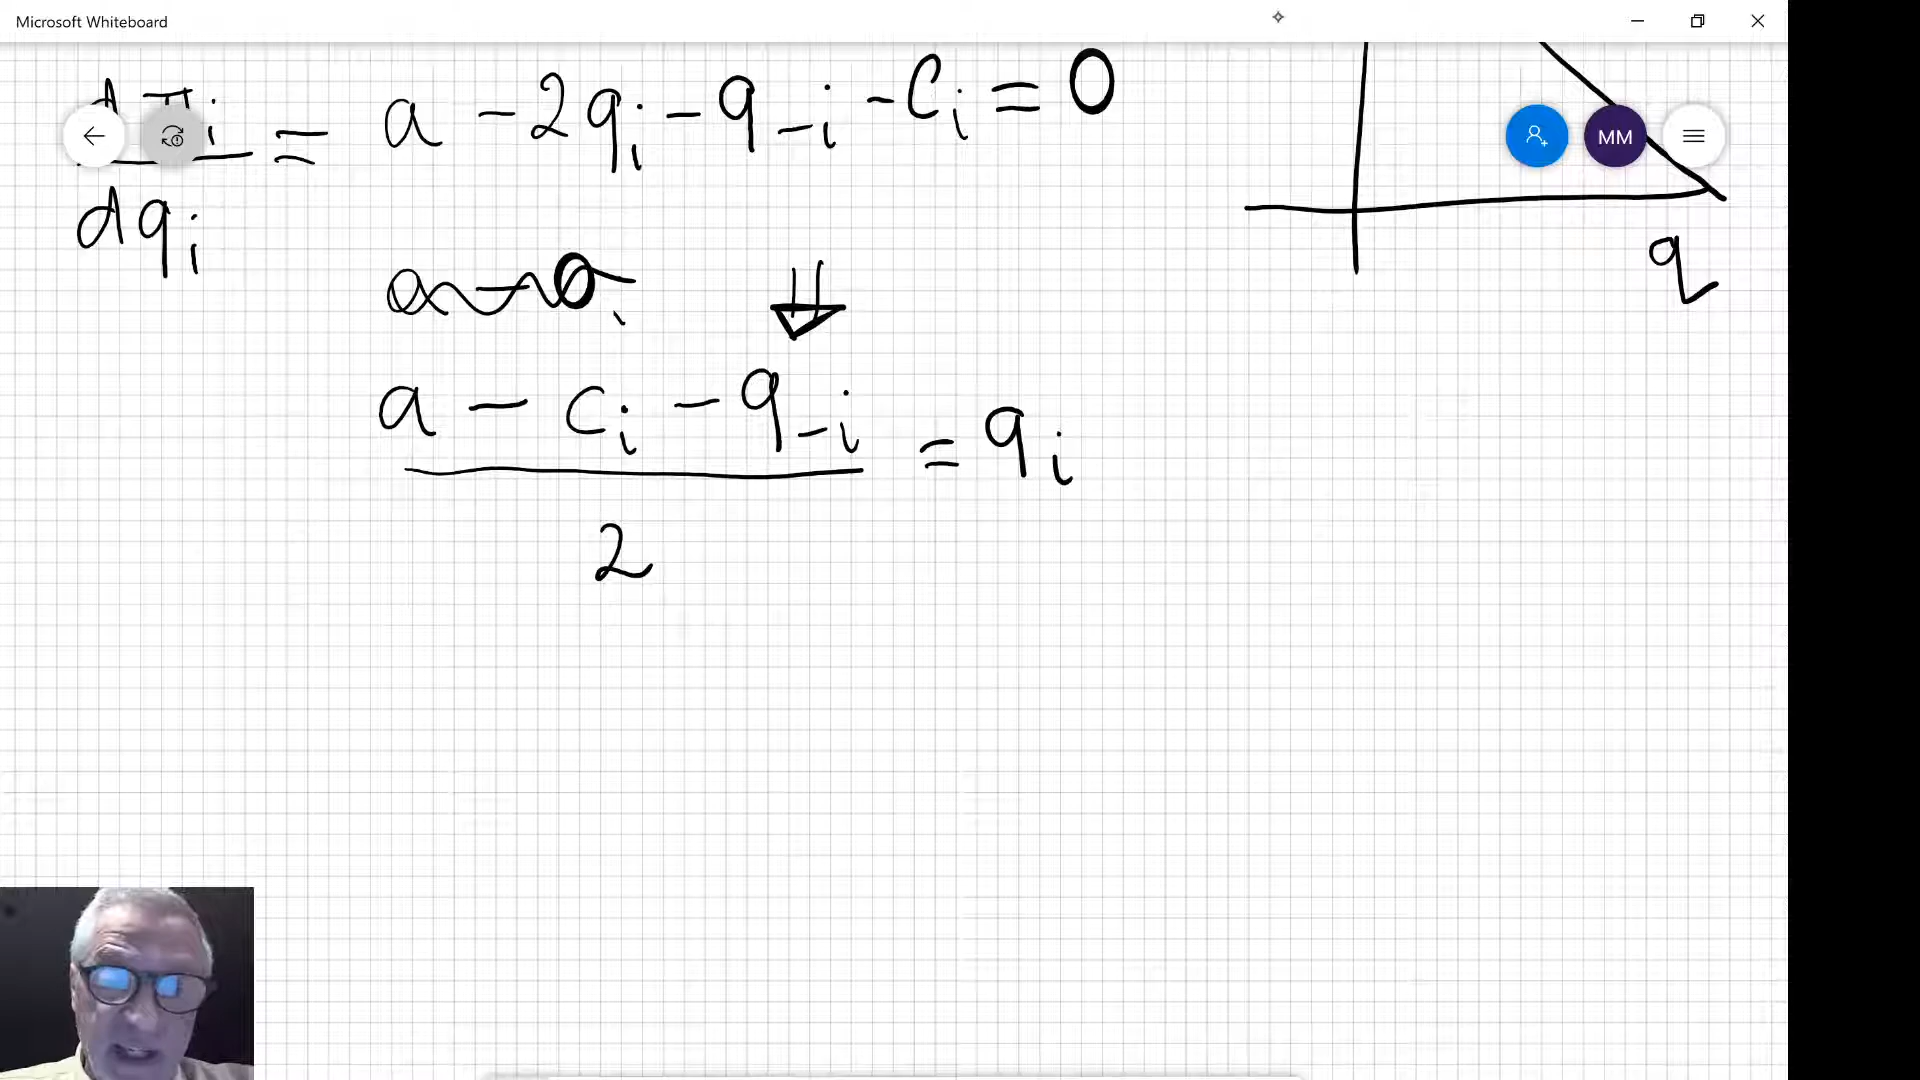 Microsoft Whiteboard
dπi/dqi = a - 2qi - q-i - ci = 0
MM
q
⇓
(a - ci - q-i)/2 = qi